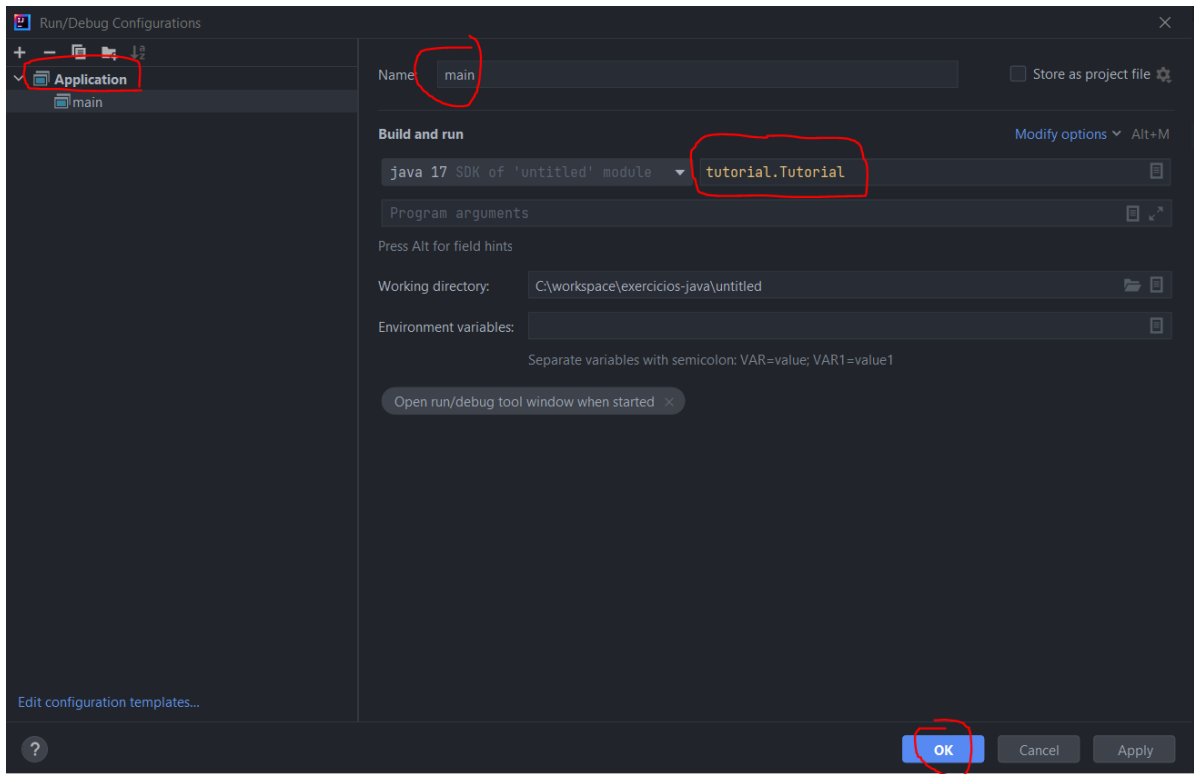 Run/Debug Configurations
Application
main
Name main Store as project file
Build and run Modify options Alt+M
java 17 SDK of 'untitled' module tutorial.Tutorial
Program arguments
Press Alt for field hints
Working directory: C:\workspace\exercicios-java\untitled
Environment variables:
Separate variables with semicolon: VAR=value; VAR1=value1
Open run/debug tool window when started ×
Edit configuration templates...
? OK Cancel Apply